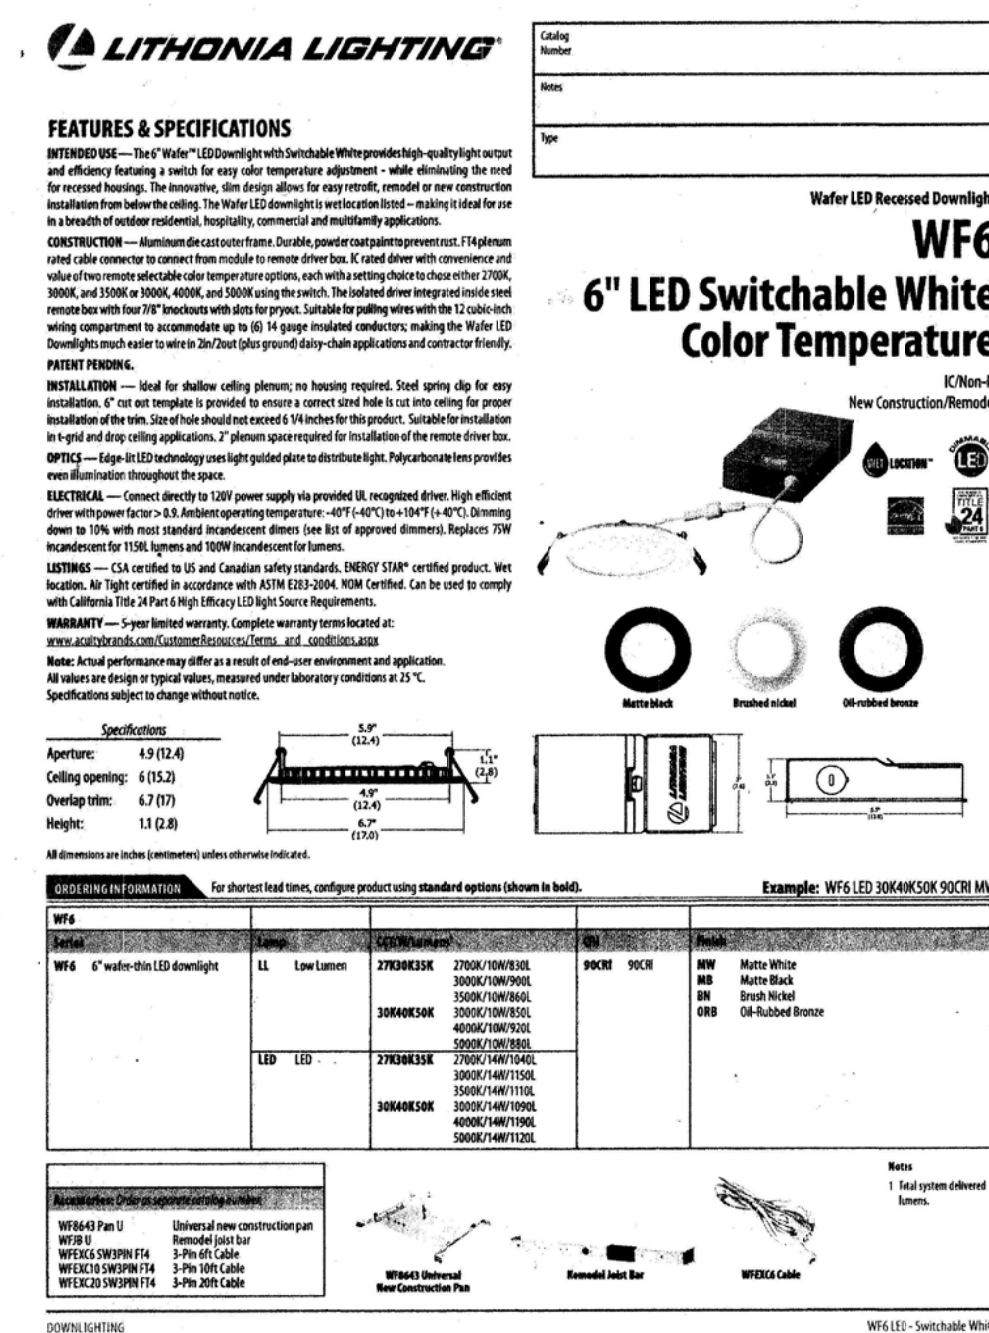 LITHONIA LIGHTING®
Catalog
Number
Notes
Type
FEATURES & SPECIFICATIONS
INTENDED USE — The 6" Wafer™ LED Downlight with Switchable White provides high-quality light output
and efficiency featuring a switch for easy color temperature adjustment - while eliminating the need
for recessed housings. The innovative, slim design allows for easy retrofit, remodel or new construction
installation from below the ceiling. The Wafer LED downlight is wet location listed – making it ideal for use
in a breadth of outdoor residential, hospitality, commercial and multifamily applications.
CONSTRUCTION — Aluminum die cast outer frame. Durable, powder coat paint to prevent rust. FT4 plenum
rated cable connector to connect from module to remote driver box. IC rated driver with convenience and
value of two remote selectable color temperature options, each with a setting choice to chose either 2700K,
3000K, and 3500K or 3000K, 4000K, and 5000K using the switch. The isolated driver integrated inside steel
remote box with four 7/8" knockouts with slots for pryout. Suitable for pulling wires with the 12 cubic-inch
wiring compartment to accommodate up to (6) 14 gauge insulated conductors; making the Wafer LED
Downlights much easier to wire in 2in/2out (plus ground) daisy-chain applications and contractor friendly.
PATENT PENDING.
INSTALLATION — Ideal for shallow ceiling plenum; no housing required. Steel spring clip for easy
installation. 6" cut out template is provided to ensure a correct sized hole is cut into ceiling for proper
installation of the trim. Size of hole should not exceed 6 1/4 inches for this product. Suitable for installation
in t-grid and drop ceiling applications. 2" plenum space required for installation of the remote driver box.
OPTICS — Edge-lit LED technology uses light guided plate to distribute light. Polycarbonate lens provides
even illumination throughout the space.
ELECTRICAL — Connect directly to 120V power supply via provided UL recognized driver. High efficient
driver with power factor > 0.9. Ambient operating temperature: -40°F (-40°C) to +104°F (+40°C). Dimming
down to 10% with most standard incandescent dimers (see list of approved dimmers). Replaces 75W
incandescent for 1150L lumens and 100W incandescent for lumens.
LISTINGS — CSA certified to US and Canadian safety standards. ENERGY STAR® certified product. Wet
location. Air Tight certified in accordance with ASTM E283-2004. NOM Certified. Can be used to comply
with California Title 24 Part 6 High Efficacy LED light Source Requirements.
WARRANTY — 5-year limited warranty. Complete warranty terms located at:
www.acuitybrands.com/CustomerResources/Terms_and_conditions.aspx
Note: Actual performance may differ as a result of end-user environment and application.
All values are design or typical values, measured under laboratory conditions at 25 °C.
Specifications subject to change without notice.
Wafer LED Recessed Downligh
WF6
6" LED Switchable White
Color Temperature
IC/Non-I
New Construction/Remode
WET LOCATION™
DIMMABLE
LED
TITLE
24
PART 6
Matte black
Brushed nickel
Oil-rubbed bronze
Specifications
Aperture: 4.9 (12.4)
Ceiling opening: 6 (15.2)
Overlap trim: 6.7 (17)
Height: 1.1 (2.8)
5.9"
(12.4)
1.1"
(2.8)
4.9"
(12.4)
6.7"
(17.0)
LITHONIA
LIGHTING
All dimensions are inches (centimeters) unless otherwise indicated.
ORDERING INFORMATION For shortest lead times, configure product using standard options (shown in bold). Example: WF6 LED 30K40K50K 90CRI MW
WF6
Series Lamp CCT/W/Lumens CRI Finish
WF6 6" wafer-thin LED downlight LL Low Lumen 27K30K35K 2700K/10W/830L 90CRI 90CRI MW Matte White
3000K/10W/900L MB Matte Black
3500K/10W/860L BN Brush Nickel
30K40K50K 3000K/10W/850L ORB Oil-Rubbed Bronze
4000K/10W/920L
5000K/10W/880L
LED LED 27K30K35K 2700K/14W/1040L
3000K/14W/1150L
3500K/14W/1110L
30K40K50K 3000K/14W/1090L
4000K/14W/1190L
5000K/14W/1120L
Accessories: Order as separate catalog number.
WF8643 Pan U Universal new construction pan
WFJB U Remodel joist bar
WFEXC6 SW3PIN FT4 3-Pin 6ft Cable
WFEXC10 SW3PIN FT4 3-Pin 10ft Cable
WFEXC20 SW3PIN FT4 3-Pin 20ft Cable
WF8643 Universal
New Construction Pan
Remodel Joist Bar
WFEXC6 Cable
Notes
1 Total system delivered
lumens.
DOWNLIGHTING
WF6 LED - Switchable Whit